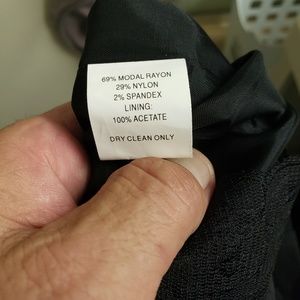 69% MODAL RAYON
29% NYLON
2% SPANDEX
LINING:
100% ACETATE
DRY CLEAN ONLY